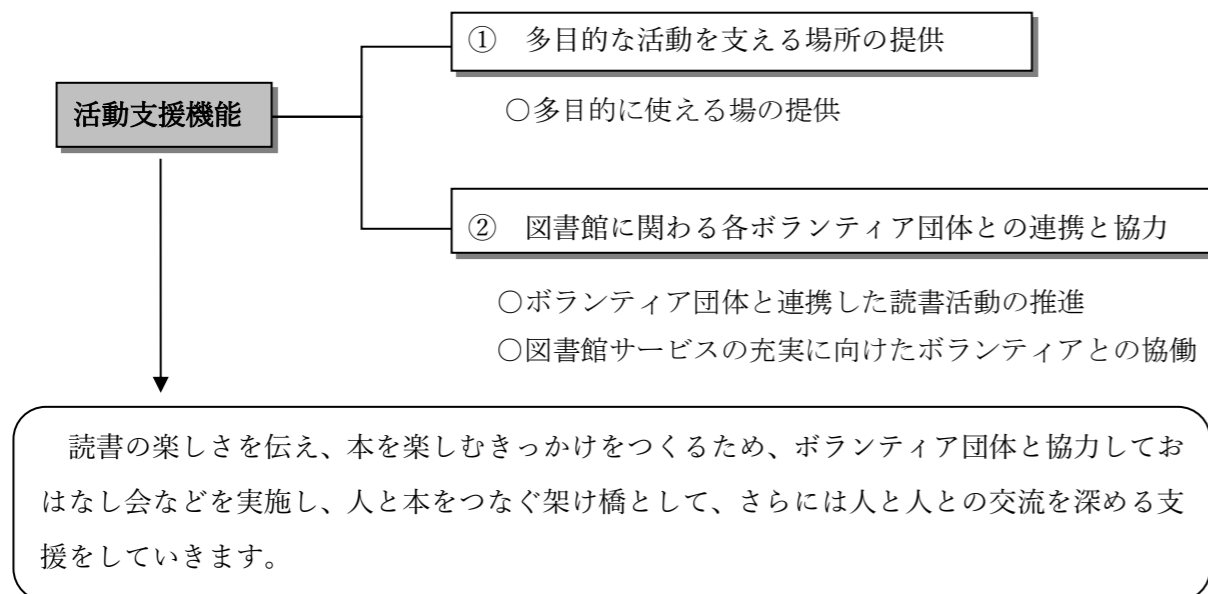 ① 多目的な活動を支える場所の提供
活動支援機能
○多目的に使える場の提供
② 図書館に関わる各ボランティア団体との連携と協力
○ボランティア団体と連携した読書活動の推進
○図書館サービスの充実に向けたボランティアとの協働
読書の楽しさを伝え、本を楽しむきっかけをつくるため、ボランティア団体と協力してお
はなし会などを実施し、人と本をつなぐ架け橋として、さらには人と人との交流を深める支
援をしていきます。